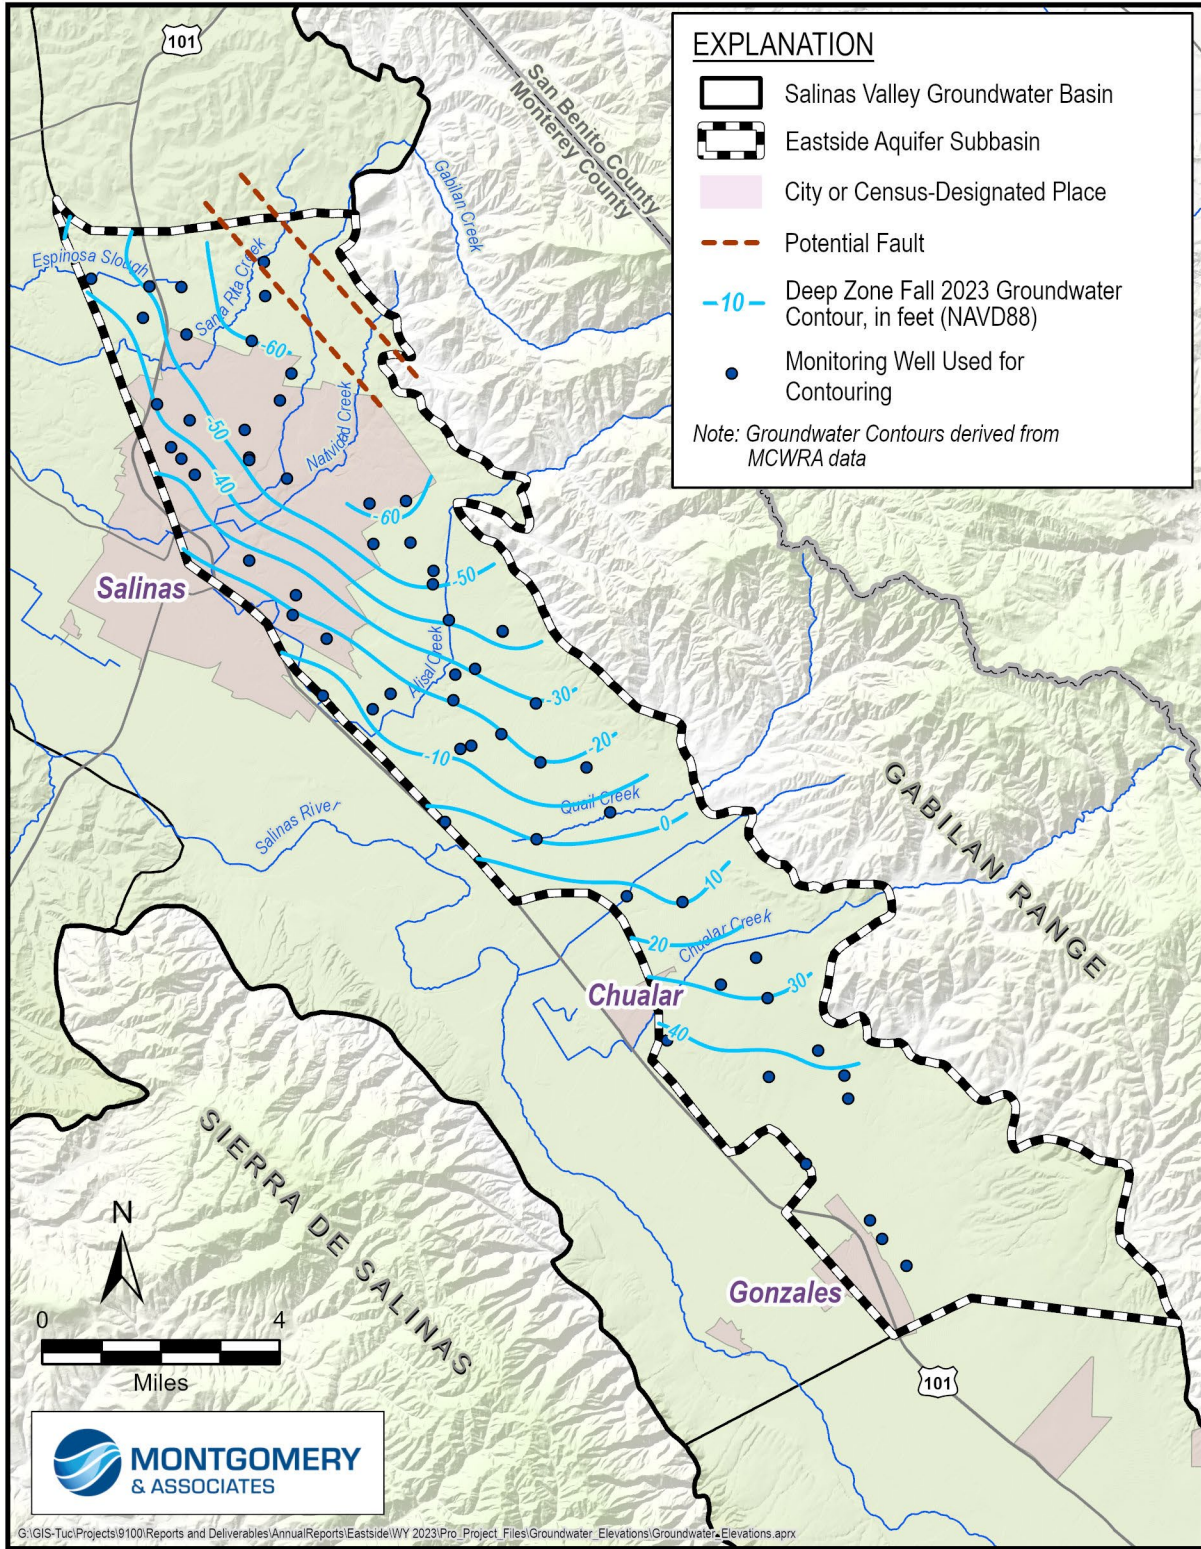 101
San Benito County
Monterey County
EXPLANATION
Salinas Valley Groundwater Basin
Eastside Aquifer Subbasin
City or Census-Designated Place
Potential Fault
-10
Deep Zone Fall 2023 Groundwater
Contour, in feet (NAVD88)
Monitoring Well Used for
Contouring
Note: Groundwater Contours derived from
MCWRA data
Gabilan Creek
Espinosa Slough
Santa Rita Creek
-60
Natividad Creek
-50
-40
-60
-50
Salinas
Alisal Creek
-30
-20
-10
Quail Creek
0
Salinas River
GABILAN RANGE
10
20
Chualar Creek
30
Chualar
40
SIERRA DE SALINAS
N
0 4
Miles
Gonzales
101
MONTGOMERY
& ASSOCIATES
G:\GIS-Tuc\Projects\9100\Reports and Deliverables\AnnualReports\Eastside\WY 2023\Pro_Project_Files\Groundwater_Elevations\Groundwater_Elevations.aprx